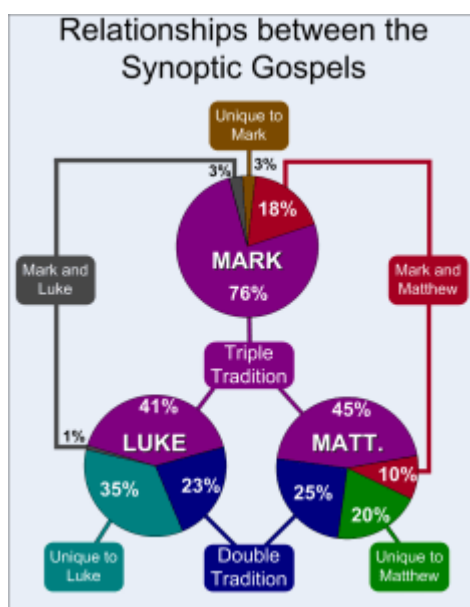 Relationships between the
Synoptic Gospels
Unique to
Mark
3%
3%
18%
MARK
76%
Mark and
Luke
Mark and
Matthew
Triple
Tradition
41%
45%
1%
LUKE
MATT.
10%
35%
23%
25%
20%
Unique to
Luke
Double
Tradition
Unique to
Matthew